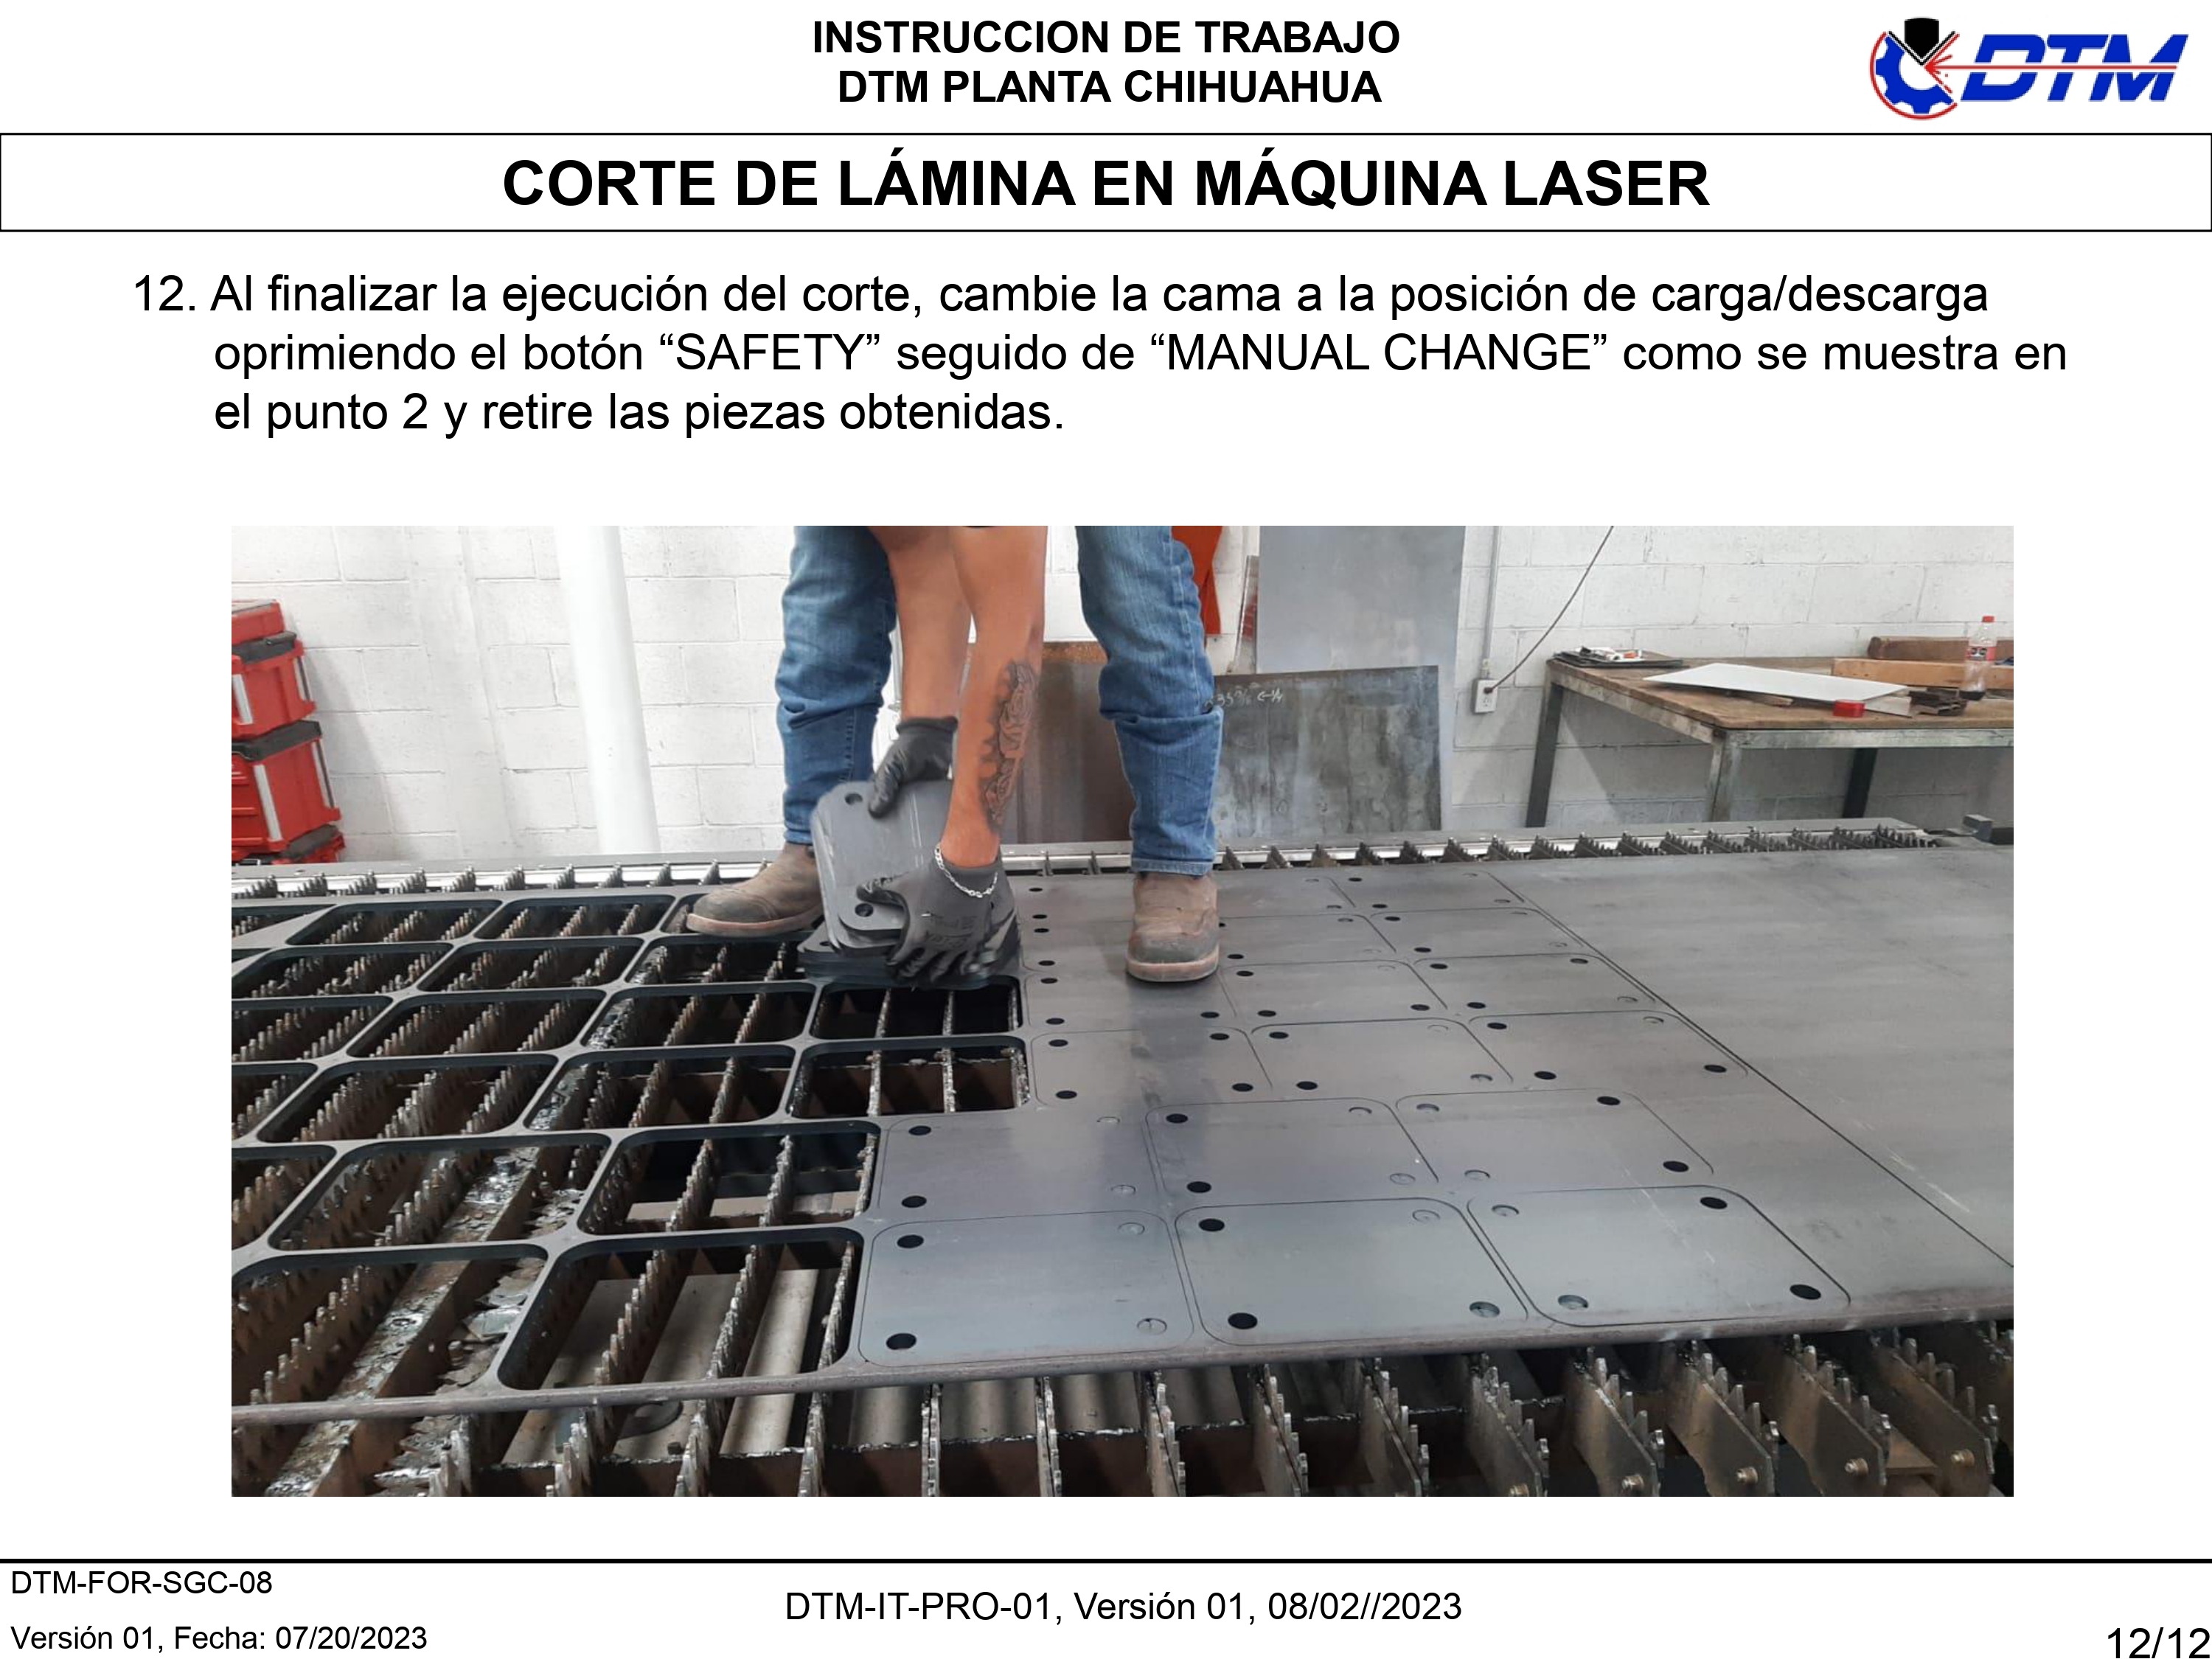 INSTRUCCION DE TRABAJO
DTM PLANTA CHIHUAHUA
DTM
CORTE DE LÁMINA EN MÁQUINA LASER
12. Al finalizar la ejecución del corte, cambie la cama a la posición de carga/descarga
oprimiendo el botón “SAFETY” seguido de “MANUAL CHANGE” como se muestra en
el punto 2 y retire las piezas obtenidas.
DTM-FOR-SGC-08
DTM-IT-PRO-01, Versión 01, 08/02//2023
Versión 01, Fecha: 07/20/2023
12/12